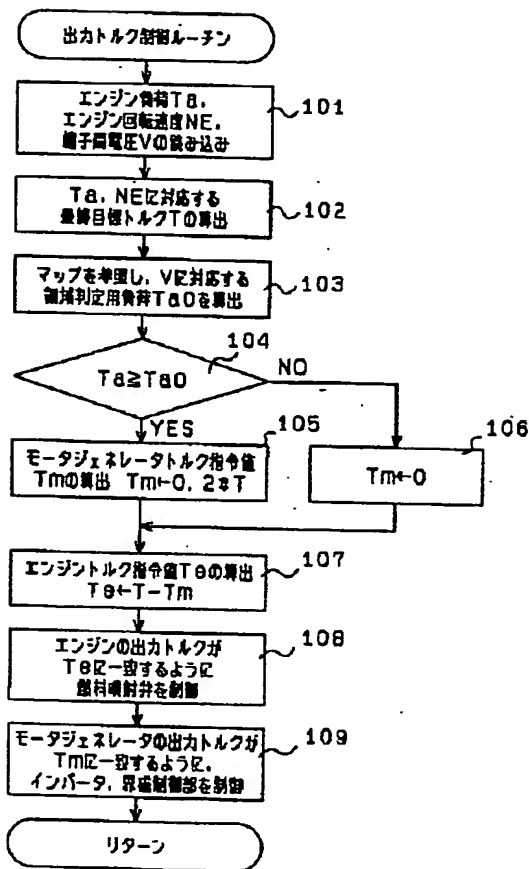 出力トルク制御ルーチン
エンジン負荷Ta,
エンジン回転速度NE,
端子間電圧Vの読み込み
101
Ta, NEに対応する
最終目標トルクTの算出
102
マップを参照し, Vに対応する
領域判定用負荷Ta0を算出
103
104
Ta≧Ta0
NO
YES
105
モータジェネレータトルク指令値
Tmの算出 Tm←0, 2*T
106
Tm←0
エンジントルク指令値Teの算出
Te←T-Tm
107
エンジンの出力トルクが
Teに一致するように
燃料噴射弁を制御
108
モータジェネレータの出力トルクが
Tmに一致するように,
インバータ, 界磁制御部を制御
109
リターン